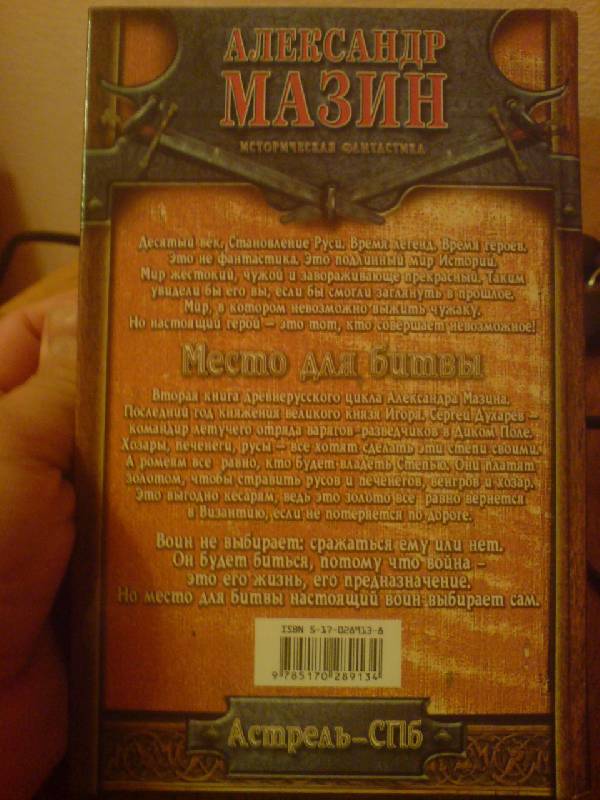 АЛЕКСАНДР
МАЗИН
ИСТОРИЧЕСКАЯ ФАНТАСТИКА
Десятый век, Становление Руси. Время легенд. Время героев.
Это не фантастика. Это подлинный мир Истории.
Мир жестокий, чужой и завораживающе прекрасный. Таким
увидели бы его вы, если бы смогли заглянуть в прошлое.
Мир, в котором невозможно выжить чужаку.
Но настоящий герой – это тот, кто совершает невозможное!
Место для битвы
Вторая книга древнерусского цикла Александра Мазина.
Последний год княжения великого князя Игоря. Сергей Духарев –
командир летучего отряда варягов-разведчиков в Диком Поле.
Хозары, печенеги, русы – все хотят сделать эти степи своими.
А ромеям все равно, кто будет владеть Степью. Они платят
золотом, чтобы стравить русов и печенегов, венгров и хозар.
Это выгодно кесарям, ведь это золото все равно вернется
в Византию, если не потеряется по дороге.
Воин не выбирает: сражаться ему или нет.
Он будет биться, потому что война –
это его жизнь, его предназначение.
Но место для битвы настоящий воин выбирает сам.
ISBN 5-17-028913-8
9 785170 289134
Астрель-СПб